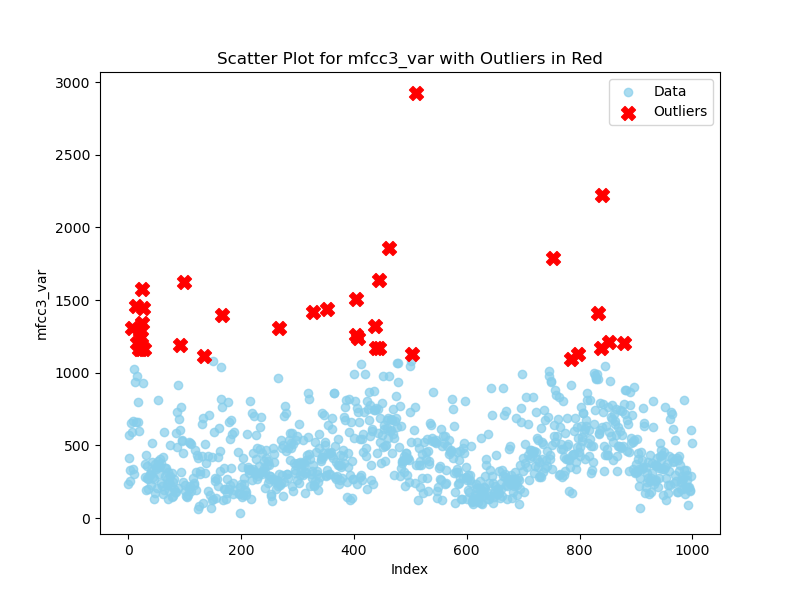 Scatter Plot for mfcc3_var with Outliers in Red
Data
Outliers
3000
2500
2000
1500
1000
500
0
mfcc3_var
0 200 400 600 800 1000
Index